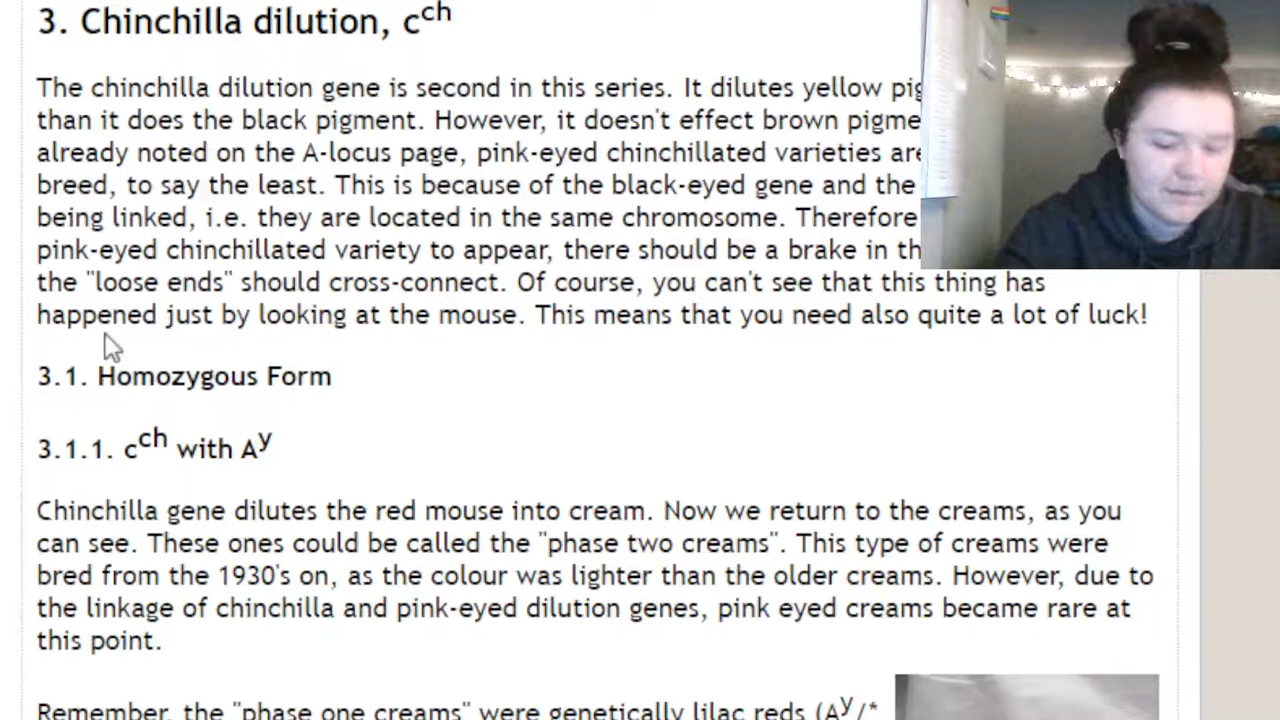 3. Chinchilla dilution, cch
The chinchilla dilution gene is second in this series. It dilutes yellow
than it does the black pigment. However, it doesn't effect brown
already noted on the A-locus page, pink-eyed chinchillated varieties
breed, to say the least. This is because of the black-eyed gene and the
being linked, i.e. they are located in the same chromosome. Therefore
pink-eyed chinchillated variety to appear, there should be a brake in
the "loose ends" should cross-connect. Of course, you can't see that this thing has
happened just by looking at the mouse. This means that you need also quite a lot of luck!
3.1. Homozygous Form
3.1.1. cch with Ay
Chinchilla gene dilutes the red mouse into cream. Now we return to the creams, as you
can see. These ones could be called the "phase two creams". This type of creams were
bred from the 1930's on, as the colour was lighter than the older creams. However, due to
the linkage of chinchilla and pink-eyed dilution genes, pink eyed creams became rare at
this point.
Remember, the "phase one creams" were genetically lilac reds (Ay/*